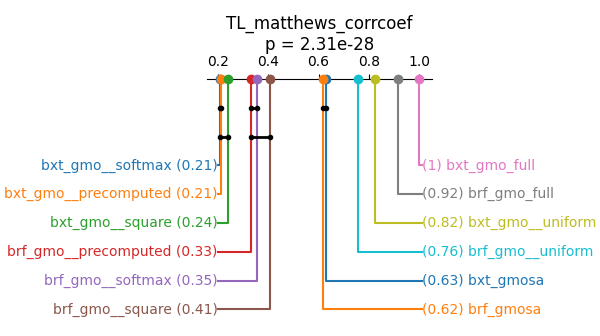 TL_matthews_corrcoef
p = 2.31e-28
0.2 0.4 0.6 0.8 1.0
bxt_gmo__softmax (0.21) (1) bxt_gmo_full
bxt_gmo__precomputed (0.21) (0.92) brf_gmo_full
bxt_gmo__square (0.24) (0.82) bxt_gmo__uniform
brf_gmo__precomputed (0.33) (0.76) brf_gmo__uniform
brf_gmo__softmax (0.35) (0.63) bxt_gmosa
brf_gmo__square (0.41) (0.62) brf_gmosa